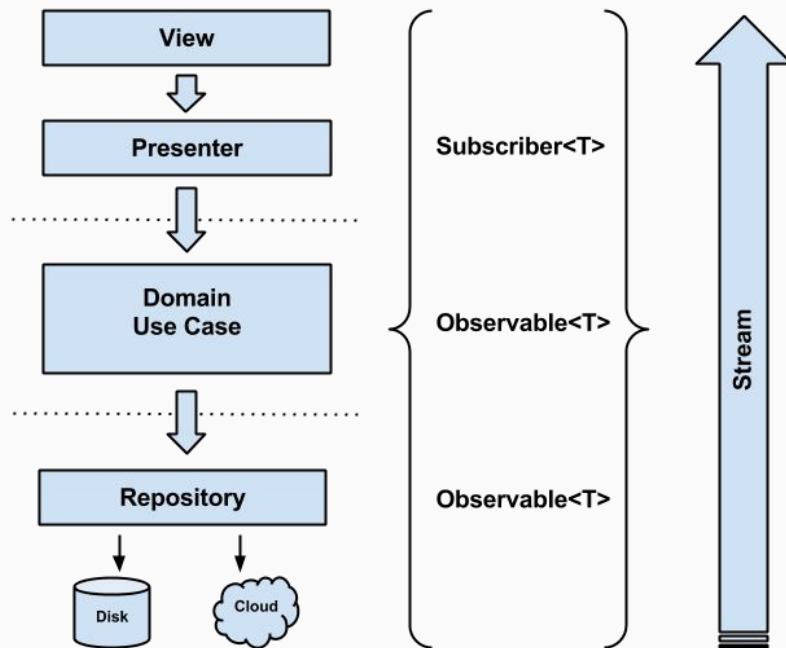 View
Presenter
Subscriber<T>
Domain
Use Case
Observable<T>
Stream
Repository
Observable<T>
Disk
Cloud